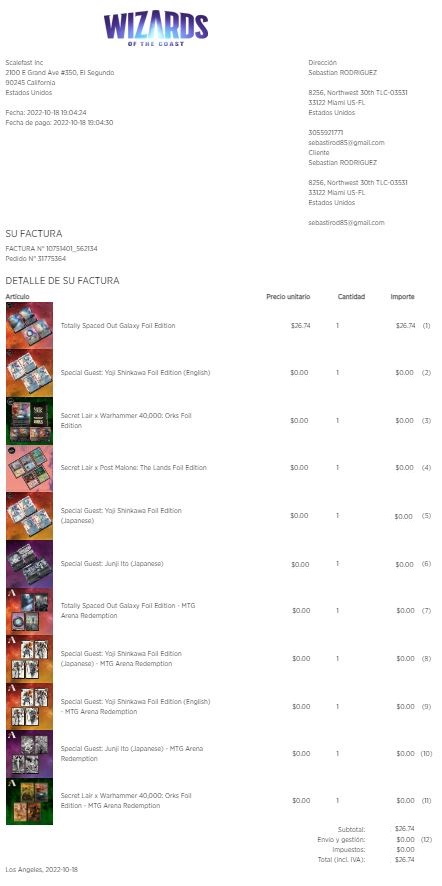 WIZARDS
OF THE COAST
Scalefast Inc
2100 E Grand Ave #350, El Segundo
90245 California
Estados Unidos
Fecha: 2022-10-18 19:04:24
Fecha de pago: 2022-10-18 19:04:30
Dirección
Sebastian RODRIGUEZ
8256, Northwest 30th TLC-03531
33122 Miami US-FL
Estados Unidos
3055921771
sebastirod85@gmail.com
Cliente
Sebastian RODRIGUEZ
8256, Northwest 30th TLC-03531
33122 Miami US-FL
Estados Unidos
sebastirod85@gmail.com
SU FACTURA
FACTURA N° 10751401_562134
Pedido N° 31775364
DETALLE DE SU FACTURA
Artículo Precio unitario Cantidad Importe
Totally Spaced Out Galaxy Foil Edition $26.74 1 $26.74 (1)
Special Guest: Yoji Shinkawa Foil Edition (English) $0.00 1 $0.00 (2)
Secret Lair x Warhammer 40,000: Orks Foil
Edition $0.00 1 $0.00 (3)
Secret Lair x Post Malone: The Lands Foil Edition $0.00 1 $0.00 (4)
Special Guest: Yoji Shinkawa Foil Edition
(Japanese) $0.00 1 $0.00 (5)
Special Guest: Junji Ito (Japanese) $0.00 1 $0.00 (6)
Totally Spaced Out Galaxy Foil Edition - MTG
Arena Redemption $0.00 1 $0.00 (7)
Special Guest: Yoji Shinkawa Foil Edition
(Japanese) - MTG Arena Redemption $0.00 1 $0.00 (8)
Special Guest: Yoji Shinkawa Foil Edition (English)
- MTG Arena Redemption $0.00 1 $0.00 (9)
Special Guest: Junji Ito (Japanese) - MTG Arena
Redemption $0.00 1 $0.00 (10)
Secret Lair x Warhammer 40,000: Orks Foil
Edition - MTG Arena Redemption $0.00 1 $0.00 (11)
Subtotal: $26.74
Envío y gestión: $0.00 (12)
Impuestos: $0.00
Total (incl. IVA): $26.74
Los Angeles, 2022-10-18